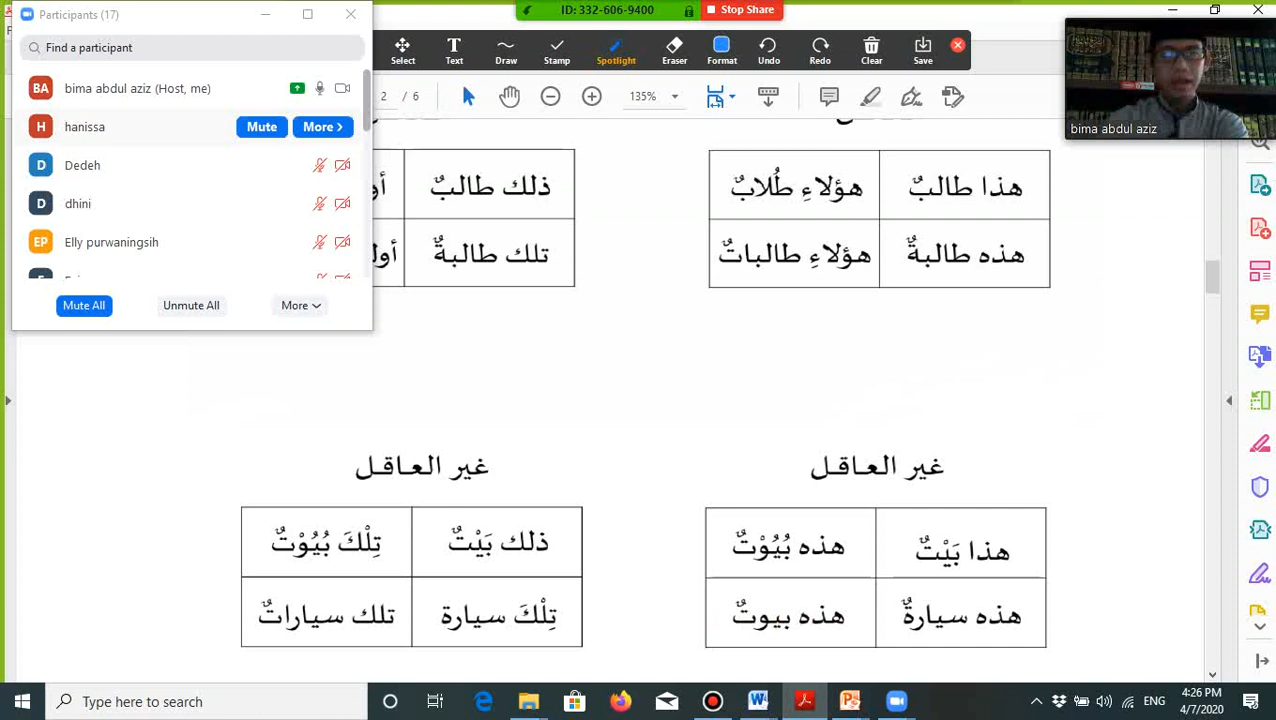 Participants (17)
ID: 332-606-9400
Stop Share
Find a participant
Select
Text
Draw
Stamp
Spotlight
Eraser
Format
Undo
Redo
Clear
Save
BA
bima abdul aziz (Host, me)
2 / 6
135%
H
hanissa
Mute
More
bima abdul aziz
D
Dedeh
D
dhini
EP
Elly purwaningsih
Mute All
Unmute All
More
هذا طالبٌ
هؤلاءِ طُلابٌ
ذلك طالبٌ
هذه طالبةٌ
هؤلاءِ طالباتٌ
تلك طالبةٌ
غير العاقل
غير العاقل
هذا بَيْتٌ
هذه بُيُوْتٌ
ذلك بَيْتٌ
تِلْكَ بُيُوْتٌ
هذه سيارةٌ
هذه بيوتٌ
تِلْكَ سيارة
تلك سياراتٌ
Type here to search
ENG
4:26 PM
4/7/2020